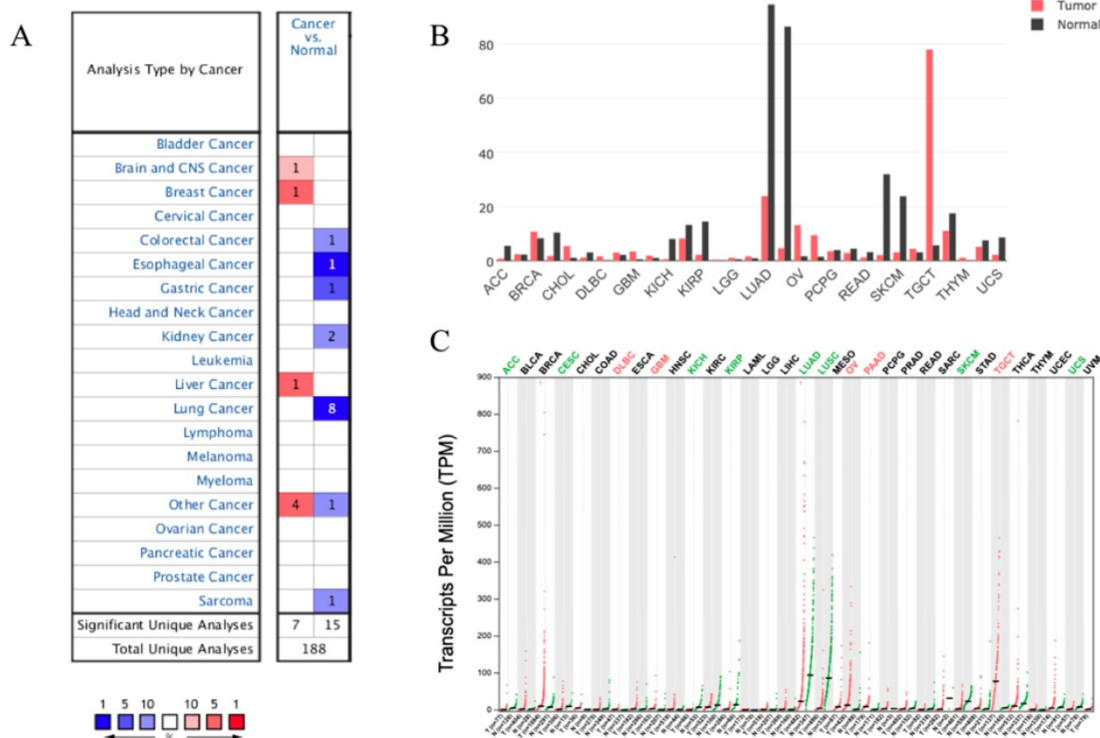 A
Analysis Type by Cancer
Cancer
vs.
Normal
Bladder Cancer
Brain and CNS Cancer 1
Breast Cancer 1
Cervical Cancer
Colorectal Cancer 1
Esophageal Cancer 1
Gastric Cancer 1
Head and Neck Cancer
Kidney Cancer 2
Leukemia
Liver Cancer 1
Lung Cancer 8
Lymphoma
Melanoma
Myeloma
Other Cancer 4 1
Ovarian Cancer
Pancreatic Cancer
Prostate Cancer
Sarcoma 1
Significant Unique Analyses 7 15
Total Unique Analyses 188
1 5 10 10 5 1
%
B
Tumor
Normal
80
60
40
20
0
ACC BRCA CHOL DLBC GBM KICH KIRP LGG LUAD OV PCPG READ SKCM TGCT THYM UCS
C
ACC BLCA BRCA CESC CHOL COAD DLBC ESCA GBM HNSC KICH KIRC KIRP LAML LGG LIHC LUAD LUSC MESO OV PAAD PCPG PRAD READ SARC SKCM STAD TGCT THCA THYM UCEC UCS UVM
Transcripts Per Million (TPM)
900
800
700
600
500
400
300
200
100
0